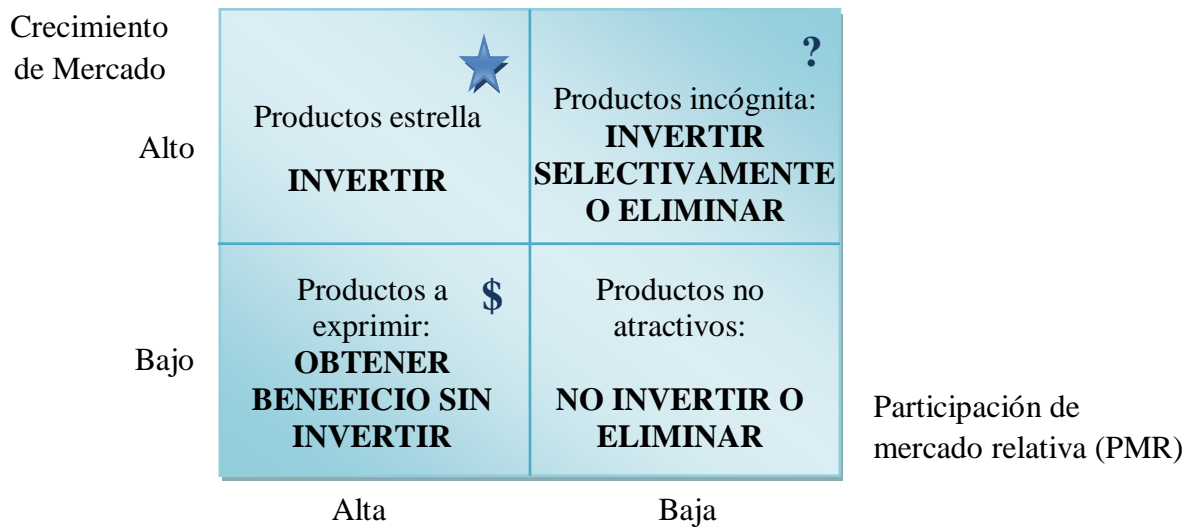 Crecimiento
de Mercado
?
Productos estrella
Productos incógnita:
Alto
INVERTIR
INVERTIR
SELECTIVAMENTE
O ELIMINAR
Productos a
exprimir:
$
Productos no
atractivos:
Bajo
OBTENER
BENEFICIO SIN
INVERTIR
NO INVERTIR O
ELIMINAR
Participación de
mercado relativa (PMR)
Alta
Baja